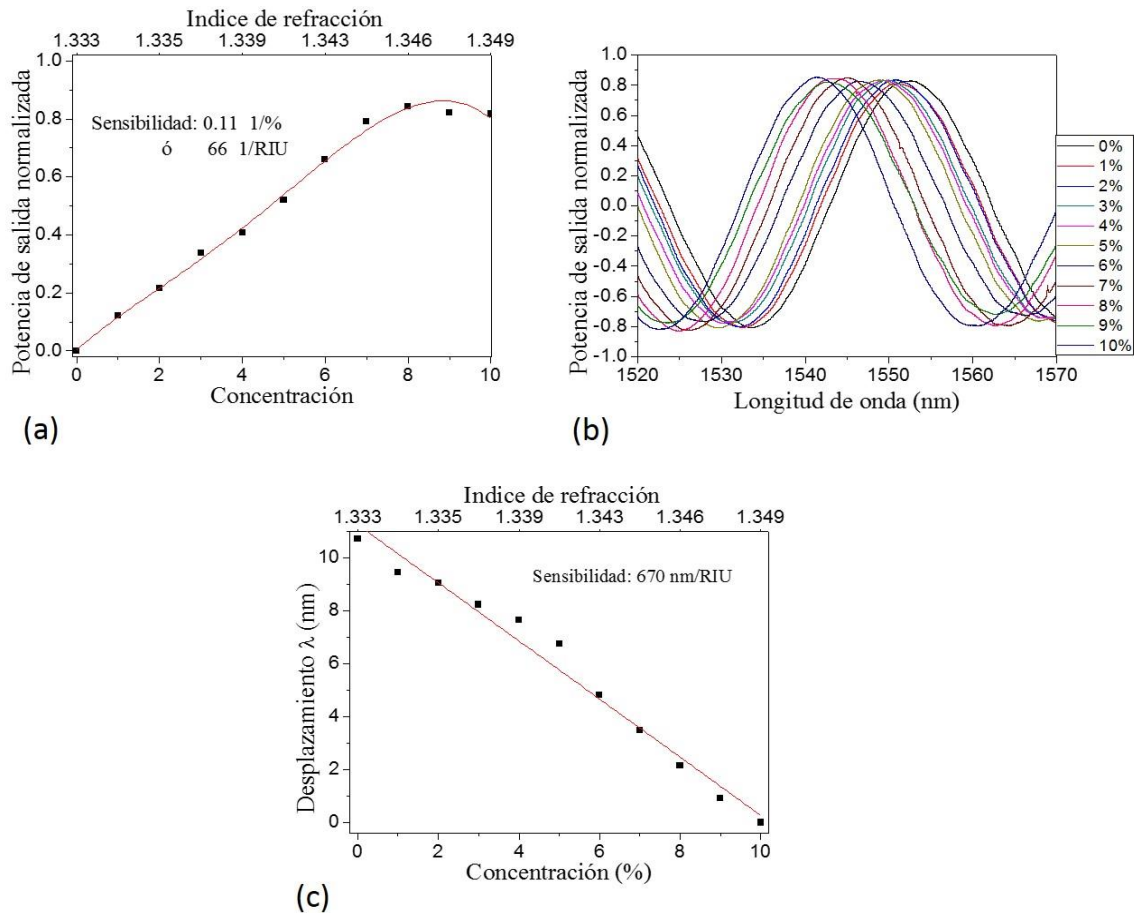 Indice de refracción
1.333 1.335 1.339 1.343 1.346 1.349
1.0
0.8
0.6
0.4
0.2
0.0
Potencia de salida normalizada
Sensibilidad: 0.11 1/%
ó 66 1/RIU
0 2 4 6 8 10
Concentración
(a)
1.0
0.8
0.6
0.4
0.2
0.0
-0.2
-0.4
-0.6
-0.8
-1.0
Potencia de salida normalizada
1520 1530 1540 1550 1560 1570
Longitud de onda (nm)
0%
1%
2%
3%
4%
5%
6%
7%
8%
9%
10%
(b)
Indice de refracción
1.333 1.335 1.339 1.343 1.346 1.349
10
8
6
4
2
0
Desplazamiento λ (nm)
Sensibilidad: 670 nm/RIU
0 2 4 6 8 10
Concentración (%)
(c)